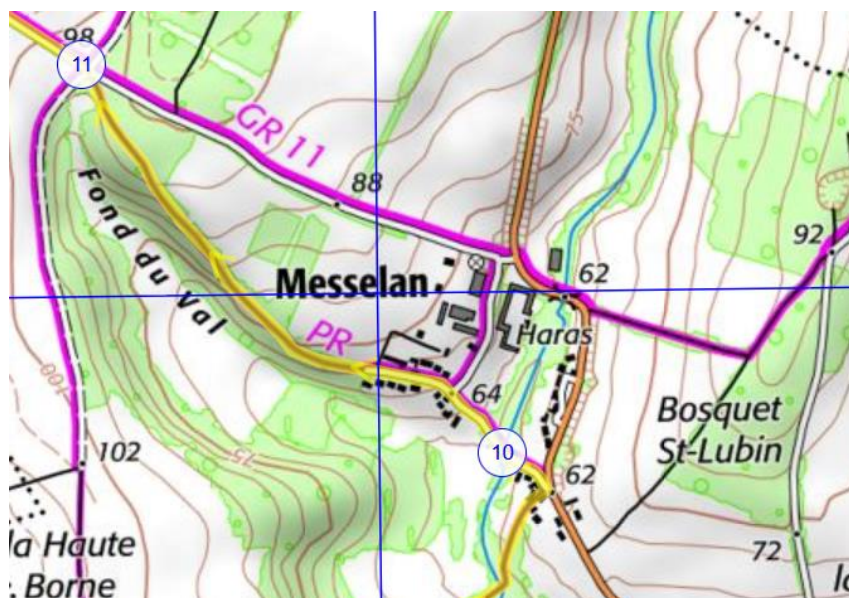 98
11
GR 11
75
88
Fond du Val
Messelan
62
92
PR
Haras
64
100
Bosquet
St-Lubin
10
75
102
62
la Haute
Borne
72